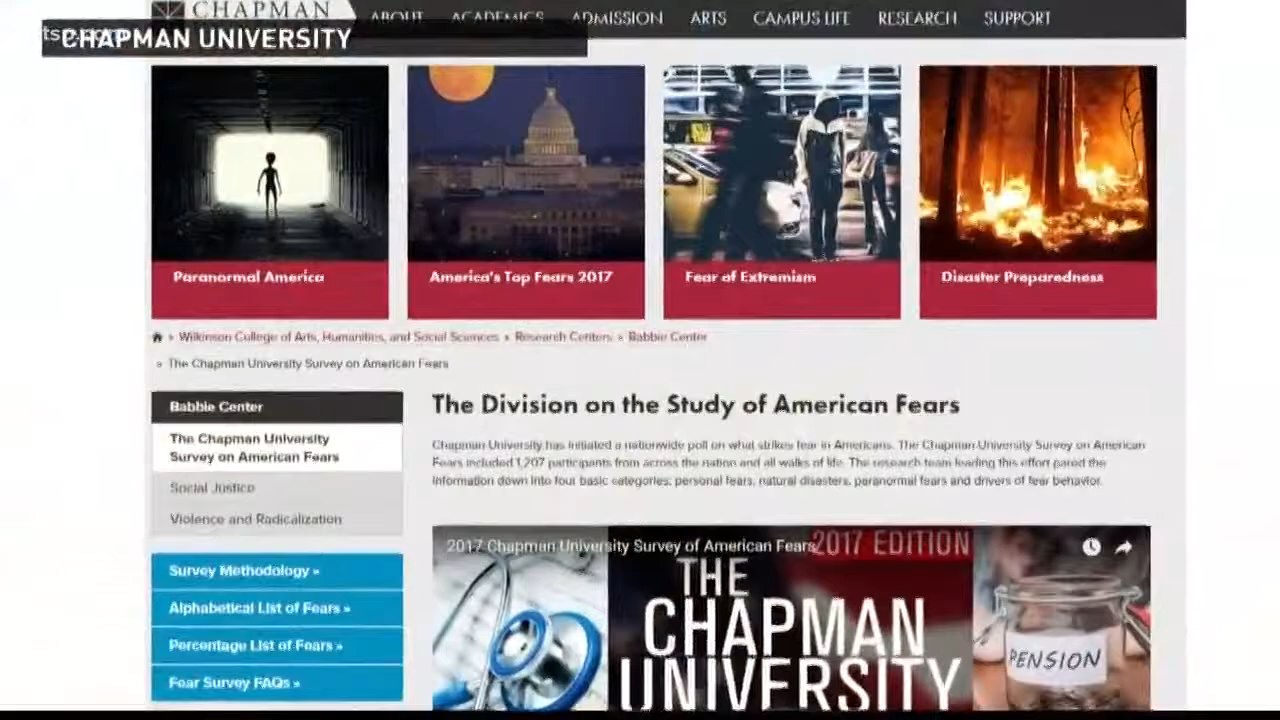 CHAPMAN
ABOUT ACADEMICS ADMISSION ARTS CAMPUS LIFE RESEARCH SUPPORT
CHAPMAN UNIVERSITY
Paranormal America
America's Top Fears 2017
Fear of Extremism
Disaster Preparedness
» Wilkinson College of Arts, Humanities, and Social Sciences » Research Centers » Babbie Center
» The Chapman University Survey on American Fears
Babbie Center
The Chapman University
Survey on American Fears
Social Justice
Violence and Radicalization
Survey Methodology »
Alphabetical List of Fears »
Percentage List of Fears »
Fear Survey FAQs »
The Division on the Study of American Fears
Chapman University has initiated a nationwide poll on what strikes fear in Americans. The Chapman University Survey on American
Fears included 1,207 participants from across the nation and all walks of life. The research team leading this effort pared the
information down into four basic categories: personal fears, natural disasters, paranormal fears and drivers of fear behavior.
2017 Chapman University Survey of American Fears
2017 EDITION
THE
CHAPMAN
UNIVERSITY
PENSION